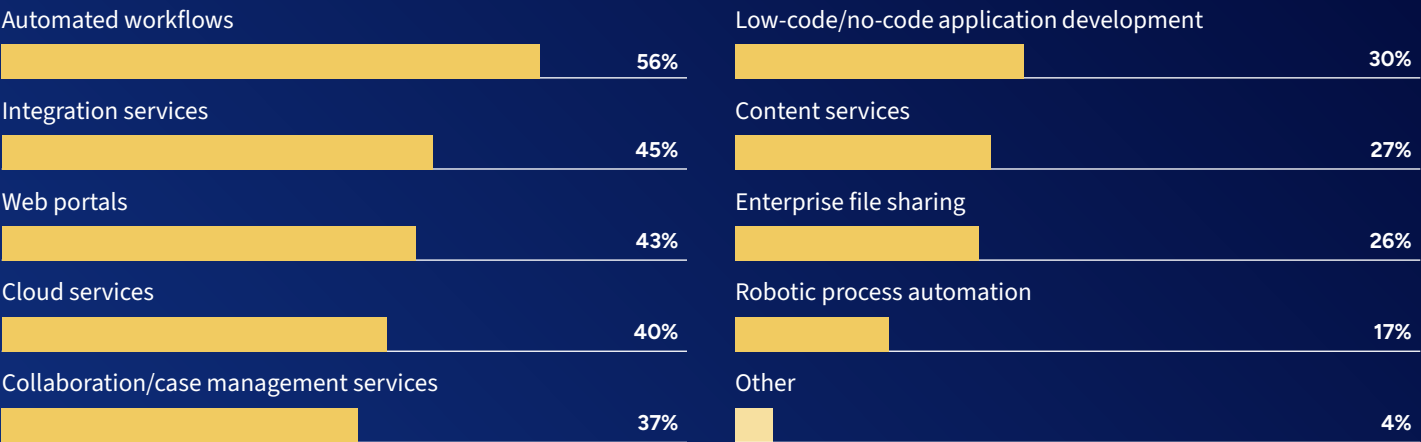 Automated workflows
56%
Integration services
45%
Web portals
43%
Cloud services
40%
Collaboration/case management services
37%
Low-code/no-code application development
30%
Content services
27%
Enterprise file sharing
26%
Robotic process automation
17%
Other
4%